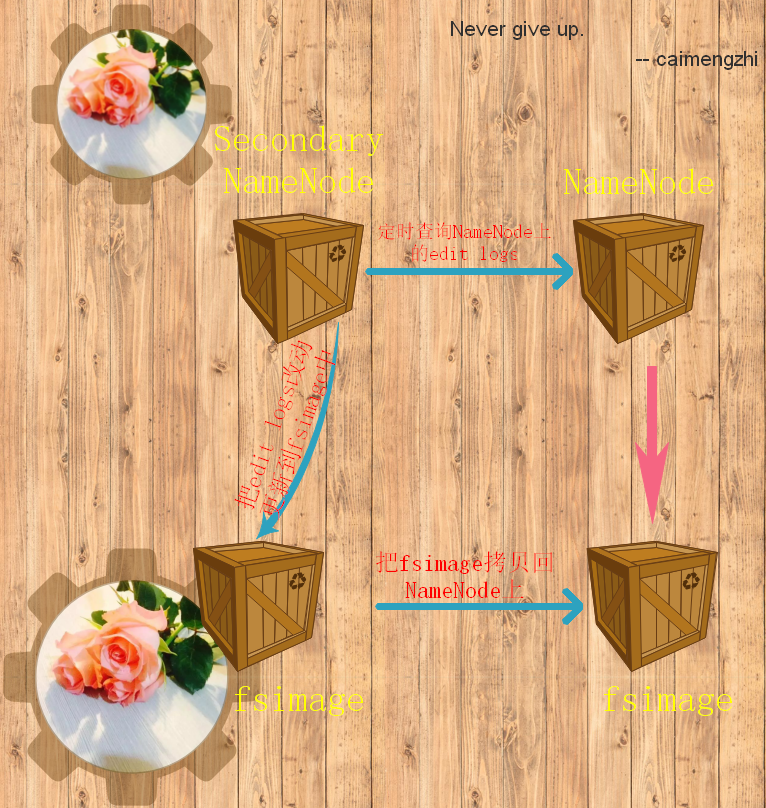 Never give up.
-- caimengzhi
Secondary
NameNode
NameNode
定时查询NameNode上
的edit logs
把edit logs改动
更新到fsimage中
把fsimage拷贝回
NameNode上
fsimage
fsimage